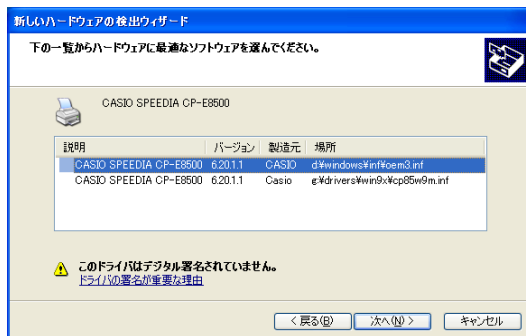 新しいハードウェアの検出ウィザード
下の一覧からハードウェアに最適なソフトウェアを選んでください。
CASIO SPEEDIA CP-E8500
説明 バージョン 製造元 場所
CASIO SPEEDIA CP-E8500 6.20.1.1 CASIO d:¥windows¥inf¥oem3.inf
CASIO SPEEDIA CP-E8500 6.20.1.1 Casio g:¥drivers¥win9x¥cp85w9m.inf
このドライバはデジタル署名されていません。
ドライバの署名が重要な理由
< 戻る(B) 次へ(N) > キャンセル